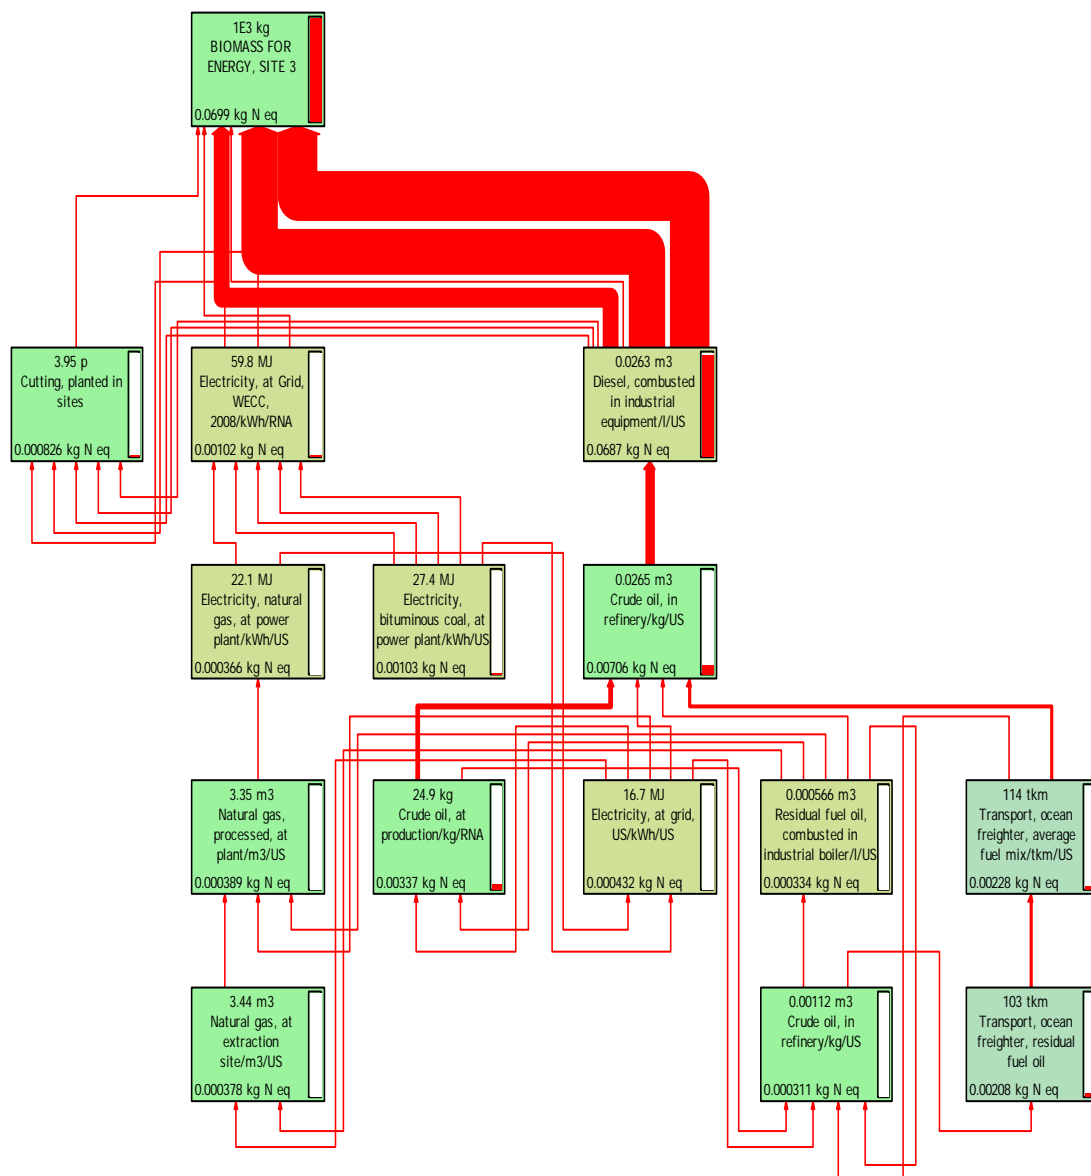 1E3 kg
BIOMASS FOR
ENERGY, SITE 3
0.0699 kg N eq
3.95 p
Cutting, planted in
sites
0.000826 kg N eq
59.8 MJ
Electricity, at Grid,
WECC,
2008/kWh/RNA
0.00102 kg N eq
0.0263 m3
Diesel, combusted
in industrial
equipment/l/US
0.0687 kg N eq
22.1 MJ
Electricity, natural
gas, at power
plant/kWh/US
0.000366 kg N eq
27.4 MJ
Electricity,
bituminous coal, at
power plant/kWh/US
0.00103 kg N eq
0.0265 m3
Crude oil, in
refinery/kg/US
0.00706 kg N eq
3.35 m3
Natural gas,
processed, at
plant/m3/US
0.000389 kg N eq
24.9 kg
Crude oil, at
production/kg/RNA
0.00337 kg N eq
16.7 MJ
Electricity, at grid,
US/kWh/US
0.000432 kg N eq
0.000566 m3
Residual fuel oil,
combusted in
industrial boiler/l/US
0.000334 kg N eq
114 tkm
Transport, ocean
freighter, average
fuel mix/tkm/US
0.00228 kg N eq
3.44 m3
Natural gas, at
extraction
site/m3/US
0.000378 kg N eq
0.00112 m3
Crude oil, in
refinery/kg/US
0.000311 kg N eq
103 tkm
Transport, ocean
freighter, residual
fuel oil
0.00208 kg N eq